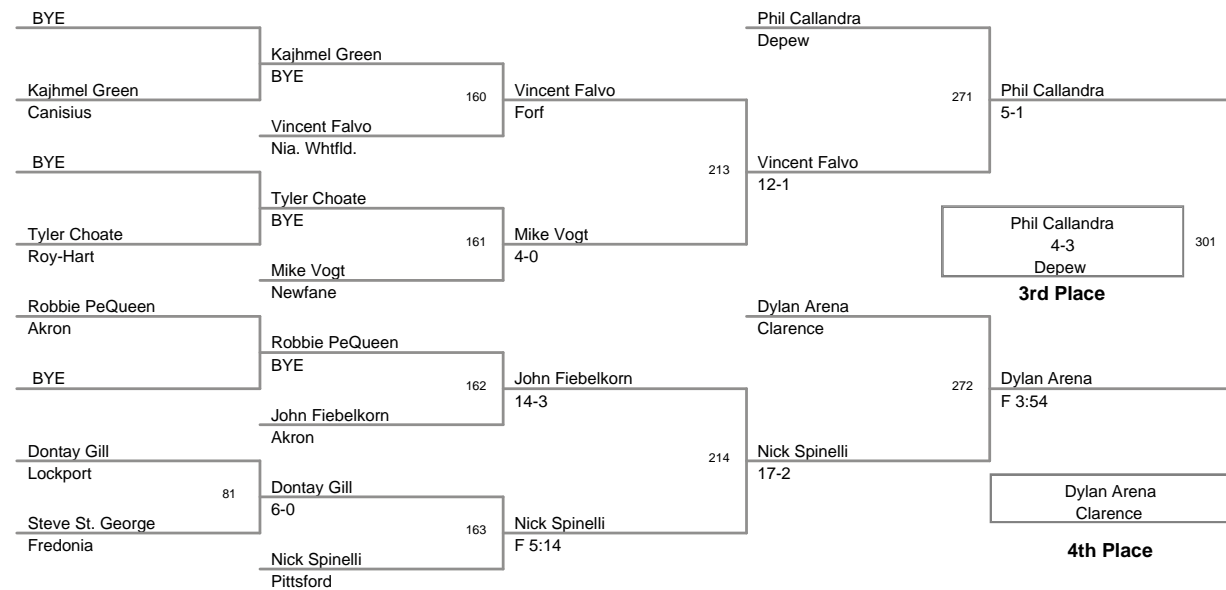 BYE
Kajhmel Green
Canisius
BYE
Tyler Choate
Roy-Hart
Robbie PeQueen
Akron
BYE
Dontay Gill
Lockport
81
Steve St. George
Fredonia
Kajhmel Green
BYE
160
Vincent Falvo
Nia. Whtfld.
Tyler Choate
BYE
161
Mike Vogt
Newfane
Robbie PeQueen
BYE
162
John Fiebelkorn
Akron
Dontay Gill
6-0
163
Nick Spinelli
Pittsford
Vincent Falvo
Forf
213
Mike Vogt
4-0
John Fiebelkorn
14-3
214
Nick Spinelli
F 5:14
Phil Callandra
Depew
271
Vincent Falvo
12-1
Dylan Arena
Clarence
272
Nick Spinelli
17-2
Phil Callandra
5-1
Phil Callandra
4-3
Depew
301
3rd Place
Dylan Arena
F 3:54
Dylan Arena
Clarence
4th Place